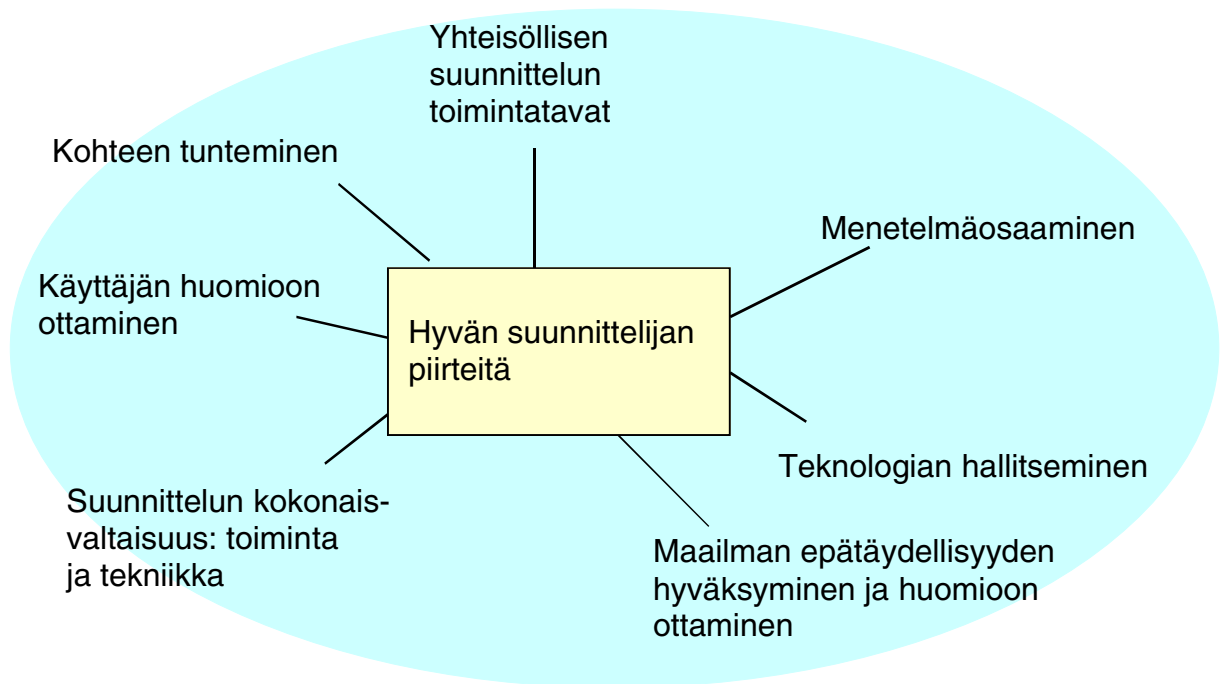 Yhteisöllisen
suunnittelun
toimintatavat
Kohteen tunteminen
Menetelmäosaaminen
Käyttäjän huomioon
ottaminen
Hyvän suunnittelijan
piirteitä
Teknologian hallitseminen
Suunnittelun kokonais-
valtaisuus: toiminta
ja tekniikka
Maailman epätäydellisyyden
hyväksyminen ja huomioon
ottaminen